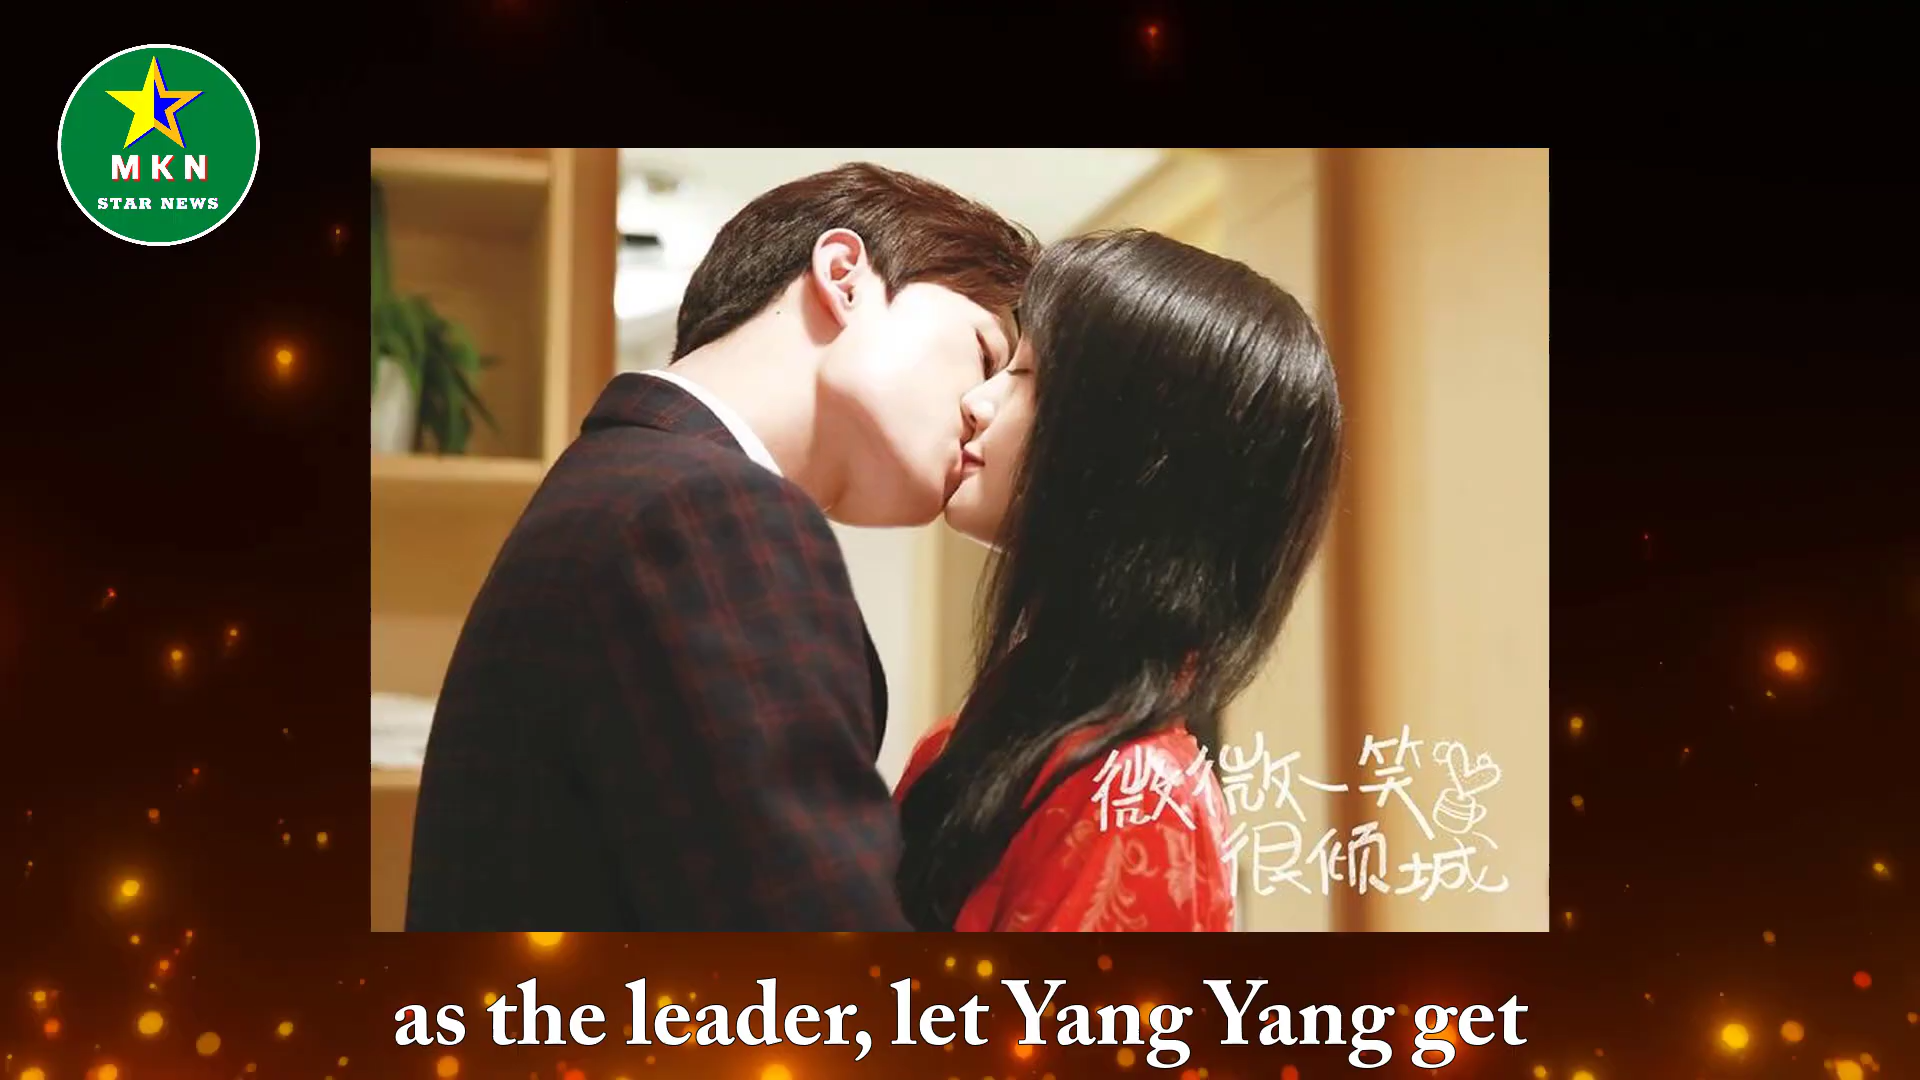 MKN
STAR NEWS
微微一笑
很倾城
as the leader, let Yang Yang get